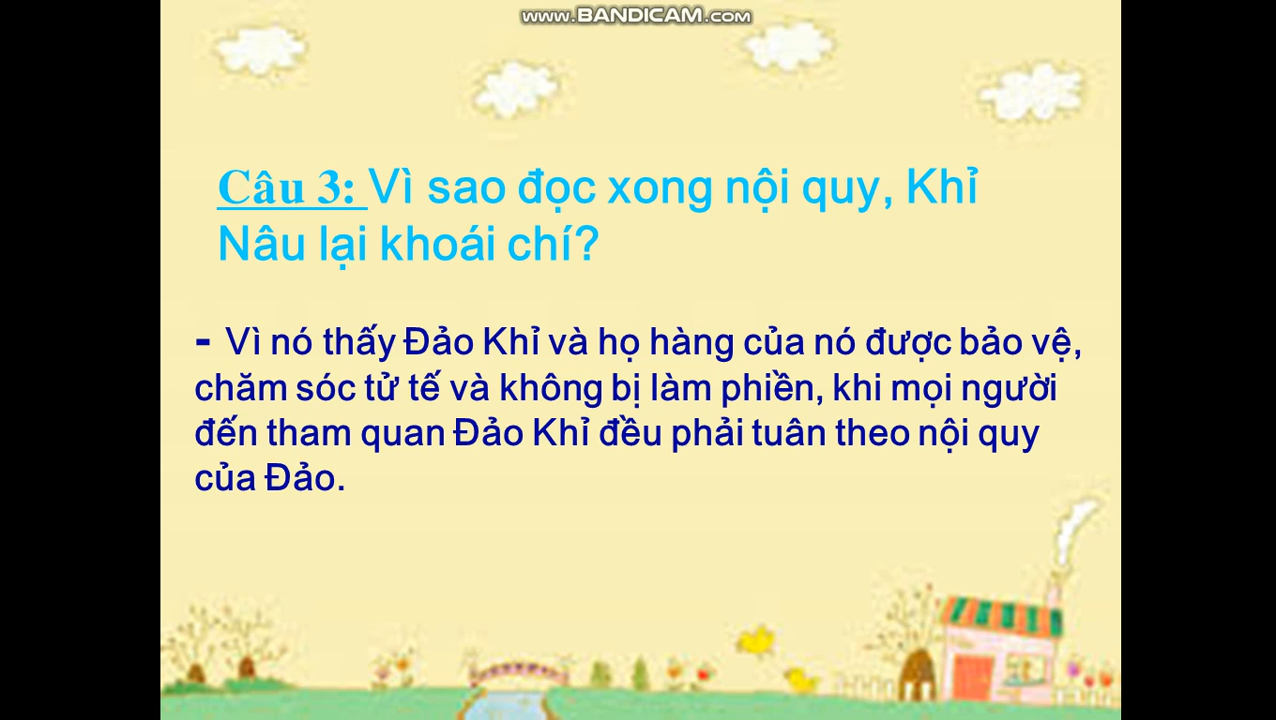 www.BANDICAM.com
Câu 3: Vì sao đọc xong nội quy, Khỉ
Nâu lại khoái chí?
- Vì nó thấy Đảo Khỉ và họ hàng của nó được bảo vệ,
chăm sóc tử tế và không bị làm phiền, khi mọi người
đến tham quan Đảo Khỉ đều phải tuân theo nội quy
của Đảo.